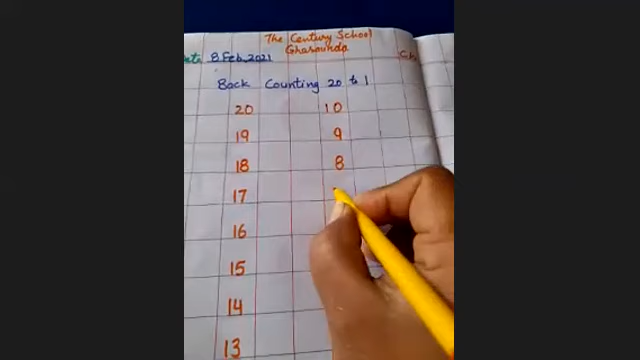 The Century School
Gharaunda
8 Feb, 2021
Back Counting 20 to 1
20 10
19 9
18 8
17
16
15
14
13